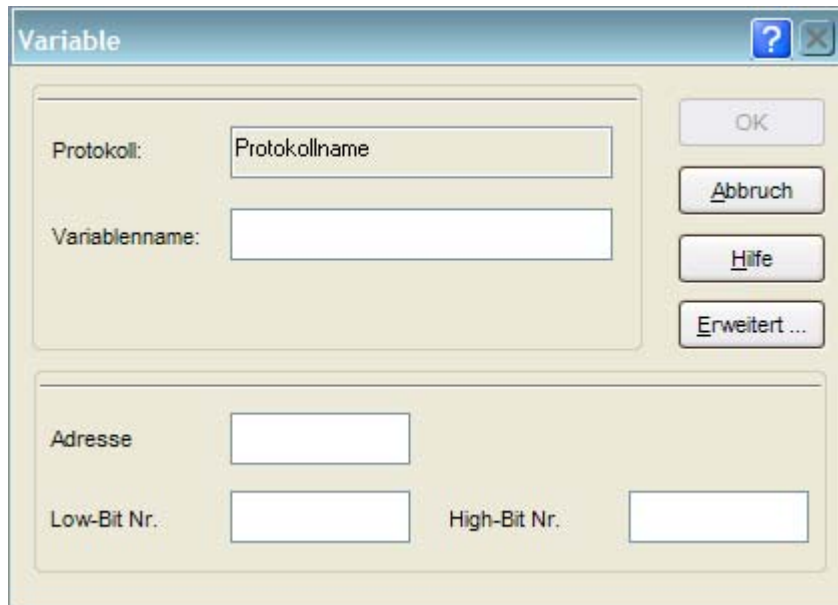 Variable
Protokoll: Protokollname
Variablenname:
OK
Abbruch
Hilfe
Erweitert ...
Adresse
Low-Bit Nr. High-Bit Nr.